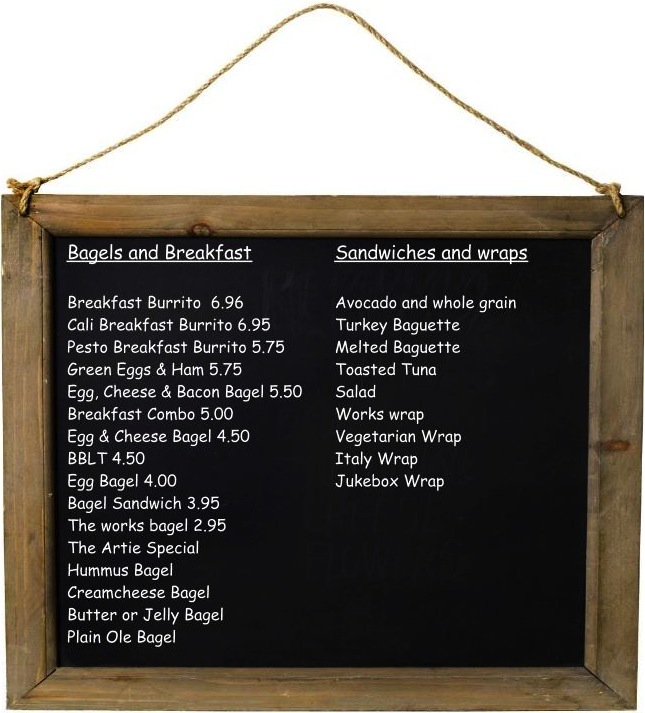 Bagels and Breakfast
Breakfast Burrito 6.96
Cali Breakfast Burrito 6.95
Pesto Breakfast Burrito 5.75
Green Eggs & Ham 5.75
Egg, Cheese & Bacon Bagel 5.50
Breakfast Combo 5.00
Egg & Cheese Bagel 4.50
BBLT 4.50
Egg Bagel 4.00
Bagel Sandwich 3.95
The works bagel 2.95
The Artie Special
Hummus Bagel
Creamcheese Bagel
Butter or Jelly Bagel
Plain Ole Bagel
Sandwiches and wraps
Avocado and whole grain
Turkey Baguette
Melted Baguette
Toasted Tuna
Salad
Works wrap
Vegetarian Wrap
Italy Wrap
Jukebox Wrap